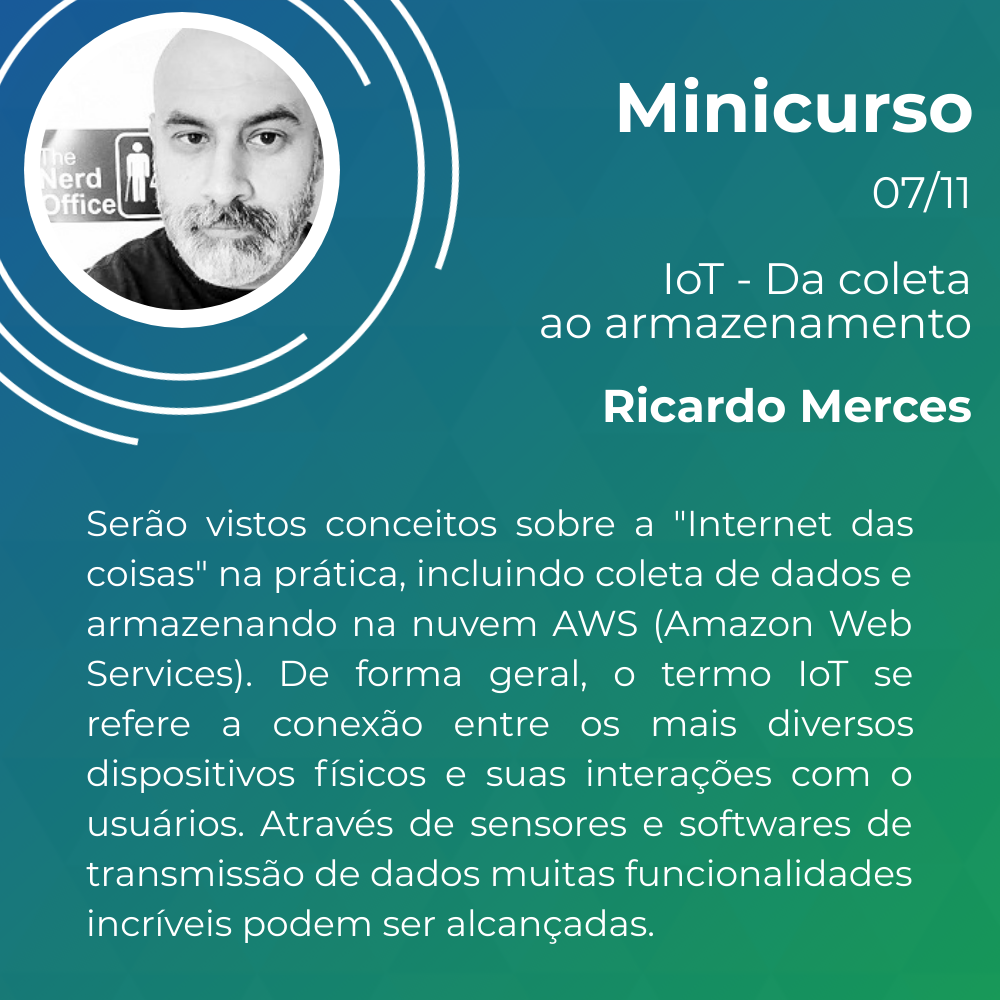 The
Nerd
Office
Minicurso
07/11
IoT - Da coleta
ao armazenamento
Ricardo Merces
Serão vistos conceitos sobre a "Internet das
coisas" na prática, incluindo coleta de dados e
armazenando na nuvem AWS (Amazon Web
Services). De forma geral, o termo IoT se
refere a conexão entre os mais diversos
dispositivos físicos e suas interações com o
usuários. Através de sensores e softwares de
transmissão de dados muitas funcionalidades
incríveis podem ser alcançadas.